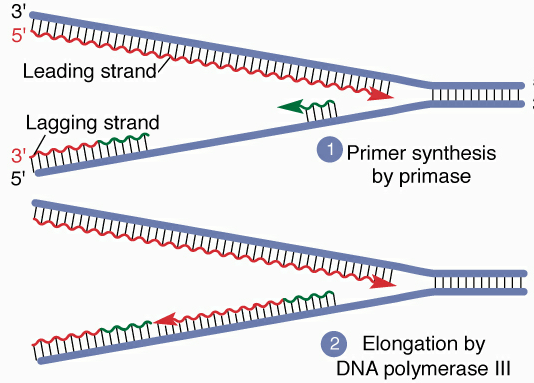 3'
5'
Leading strand
Lagging strand
3'
5'
1 Primer synthesis
by primase
2 Elongation by
DNA polymerase III